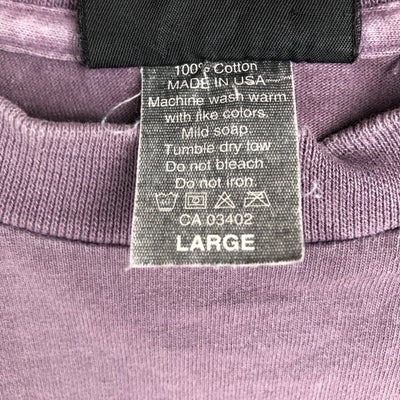 100% Cotton
MADE IN USA
Machine wash warm
with like colors.
Mild soap.
Tumble dry low
Do not bleach
Do not iron
CA 03402
LARGE